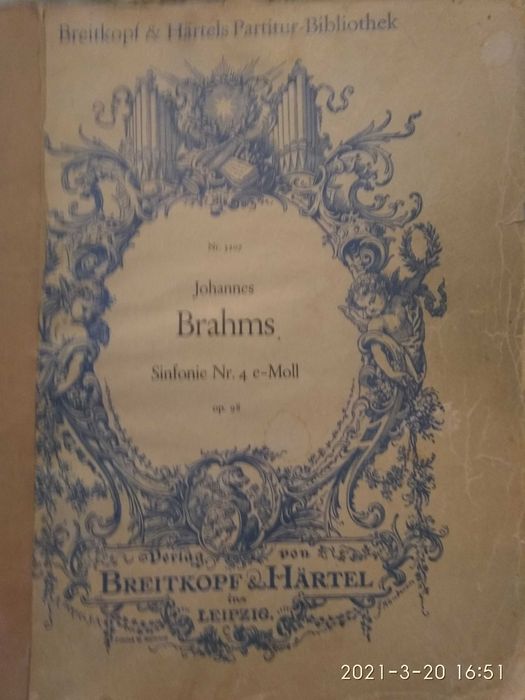 Breitkopf & Härtels Partitur-Bibliothek
Johannes
Brahms
Sinfonie Nr. 4 e-Moll
op. 98
Verlag von
BREITKOPF & HÄRTEL
in
LEIPZIG.
2021-3-20 16:51